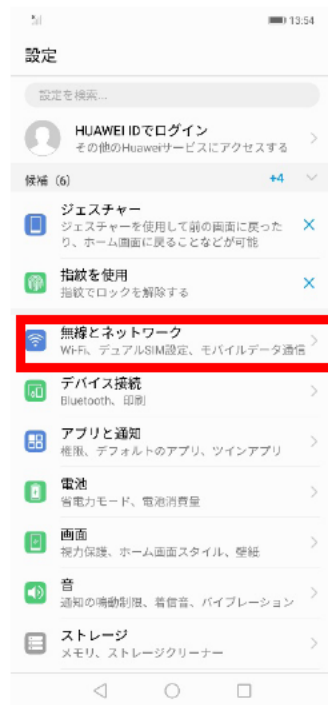 13:54
設定
設定を検索...
HUAWEI IDでログイン
その他のHuaweiサービスにアクセスする
候補 (6)
+4
ジェスチャー
ジェスチャーを使用して前の画面に戻った
り、ホーム画面に戻ることなどが可能
指紋を使用
指紋でロックを解除する
無線とネットワーク
Wi-Fi、デュアルSIM設定、モバイルデータ通信
デバイス接続
Bluetooth、印刷
アプリと通知
権限、デフォルトのアプリ、ツインアプリ
電池
省電力モード、電池消費量
画面
視力保護、ホーム画面スタイル、壁紙
音
通知の鳴動制限、着信音、バイブレーション
ストレージ
メモリ、ストレージクリーナー